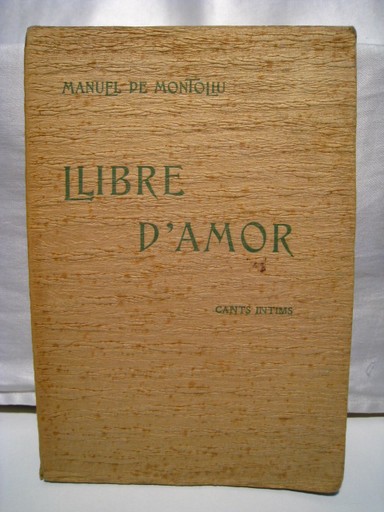 MANUEL DE MONTOLIU
LLIBRE
D'AMOR
CANTS INTIMS